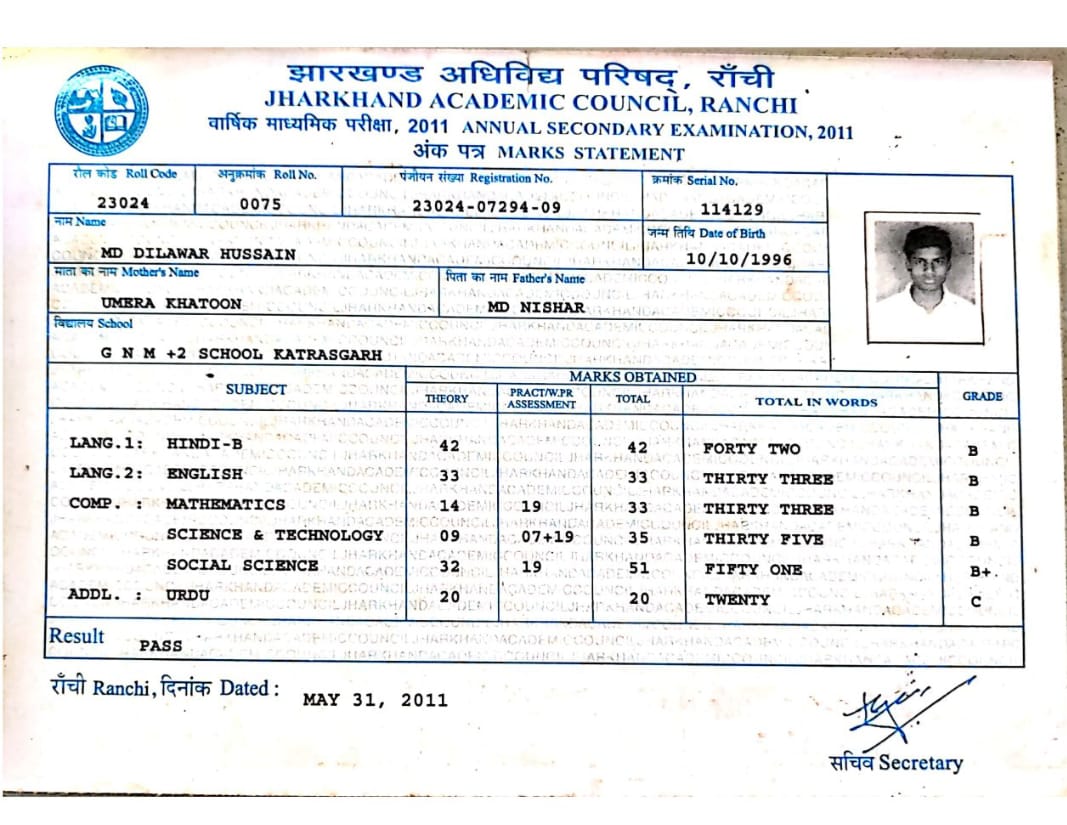 झारखण्ड अधिविद्य परिषद्, राँची
JHARKHAND ACADEMIC COUNCIL, RANCHI
वार्षिक माध्यमिक परीक्षा, 2011 ANNUAL SECONDARY EXAMINATION, 2011
अंक पत्र MARKS STATEMENT
रौल कोड Roll Code अनुक्रमांक Roll No. पंजीयन संख्या Registration No. क्रमांक Serial No.
23024 0075 23024-07294-09 114129
नाम Name जन्म तिथि Date of Birth
MD DILAWAR HUSSAIN 10/10/1996
माता का नाम Mother's Name पिता का नाम Father's Name
UMERA KHATOON MD NISHAR
विद्यालय School
G N M +2 SCHOOL KATRASGARH
SUBJECT MARKS OBTAINED GRADE
THEORY PRACT/W.PR ASSESSMENT TOTAL TOTAL IN WORDS
LANG.1: HINDI-B 42 42 FORTY TWO B
LANG.2: ENGLISH 33 33 THIRTY THREE B
COMP. : MATHEMATICS 14 19 33 THIRTY THREE B
SCIENCE & TECHNOLOGY 09 07+19 35 THIRTY FIVE B
SOCIAL SCIENCE 32 19 51 FIFTY ONE B+
ADDL. : URDU 20 20 TWENTY C
Result
PASS
राँची Ranchi, दिनांक Dated : MAY 31, 2011
सचिव Secretary